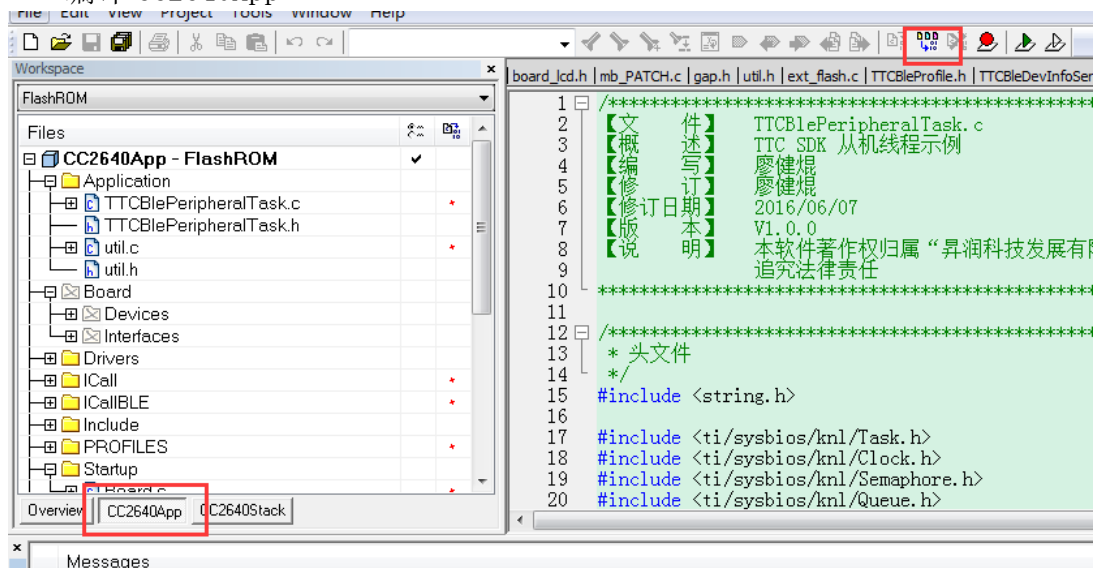 CC2640App
File Edit View Project Tools Window Help
Workspace
FlashROM
Files
CC2640App - FlashROM
Application
TTCBlePeripheralTask.c
TTCBlePeripheralTask.h
util.c
util.h
Board
Devices
Interfaces
Drivers
ICall
ICallBLE
Include
PROFILES
Startup
Board.c
Overview CC2640App CC2640Stack
board_lcd.h | mb_PATCH.c | gap.h | util.h | ext_flash.c | TTCBleProfile.h | TTCBleDevInfoSer
1 /****************************************************
2 【文 件】 TTCBlePeripheralTask.c
3 【概 述】 TTC SDK 从机线程示例
4 【编 写】 廖健焜
5 【修 订】 廖健焜
6 【修订日期】 2016/06/07
7 【版 本】 V1.0.0
8 【说 明】 本软件著作权归属“昇润科技发展有限
9 追究法律责任
10 ****************************************************
11
12 /****************************************************
13 * 头文件
14 */
15 #include <string.h>
16
17 #include <ti/sysbios/knl/Task.h>
18 #include <ti/sysbios/knl/Clock.h>
19 #include <ti/sysbios/knl/Semaphore.h>
20 #include <ti/sysbios/knl/Queue.h>
Messages